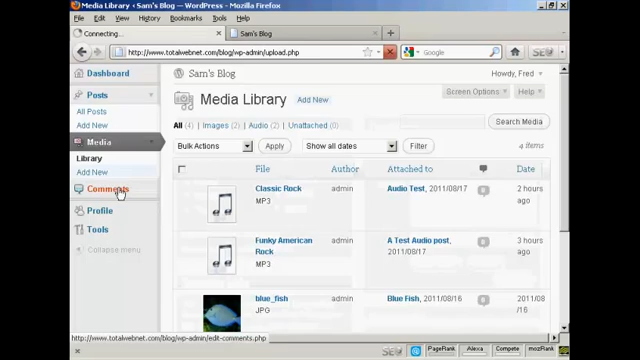 Media Library ‹ Sam's Blog — WordPress - Mozilla Firefox
File Edit View History Bookmarks Tools Help
Connecting...
Sam's Blog
http://www.totalwebnet.com/blog/wp-admin/upload.php
Google
Dashboard
Posts
All Posts
Add New
Media
Library
Add New
Comments
Profile
Tools
Collapse menu
Sam's Blog
Howdy, Fred
Screen Options
Help
Media Library Add New
All (4) | Images (2) | Audio (2) | Unattached (0)
Search Media
Bulk Actions Apply Show all dates Filter 4 items
File Author Attached to Date
Classic Rock admin Audio Test, 2011/08/17 0 2 hours
MP3 ago
Funky American admin A Test Audio post, 0 3 hours
Rock 2011/08/17 ago
MP3
blue_fish admin Blue Fish, 2011/08/16 0 2011/08
JPG /16
http://www.totalwebnet.com/blog/wp-admin/edit-comments.php
PageRank Alexa Compete mozRank